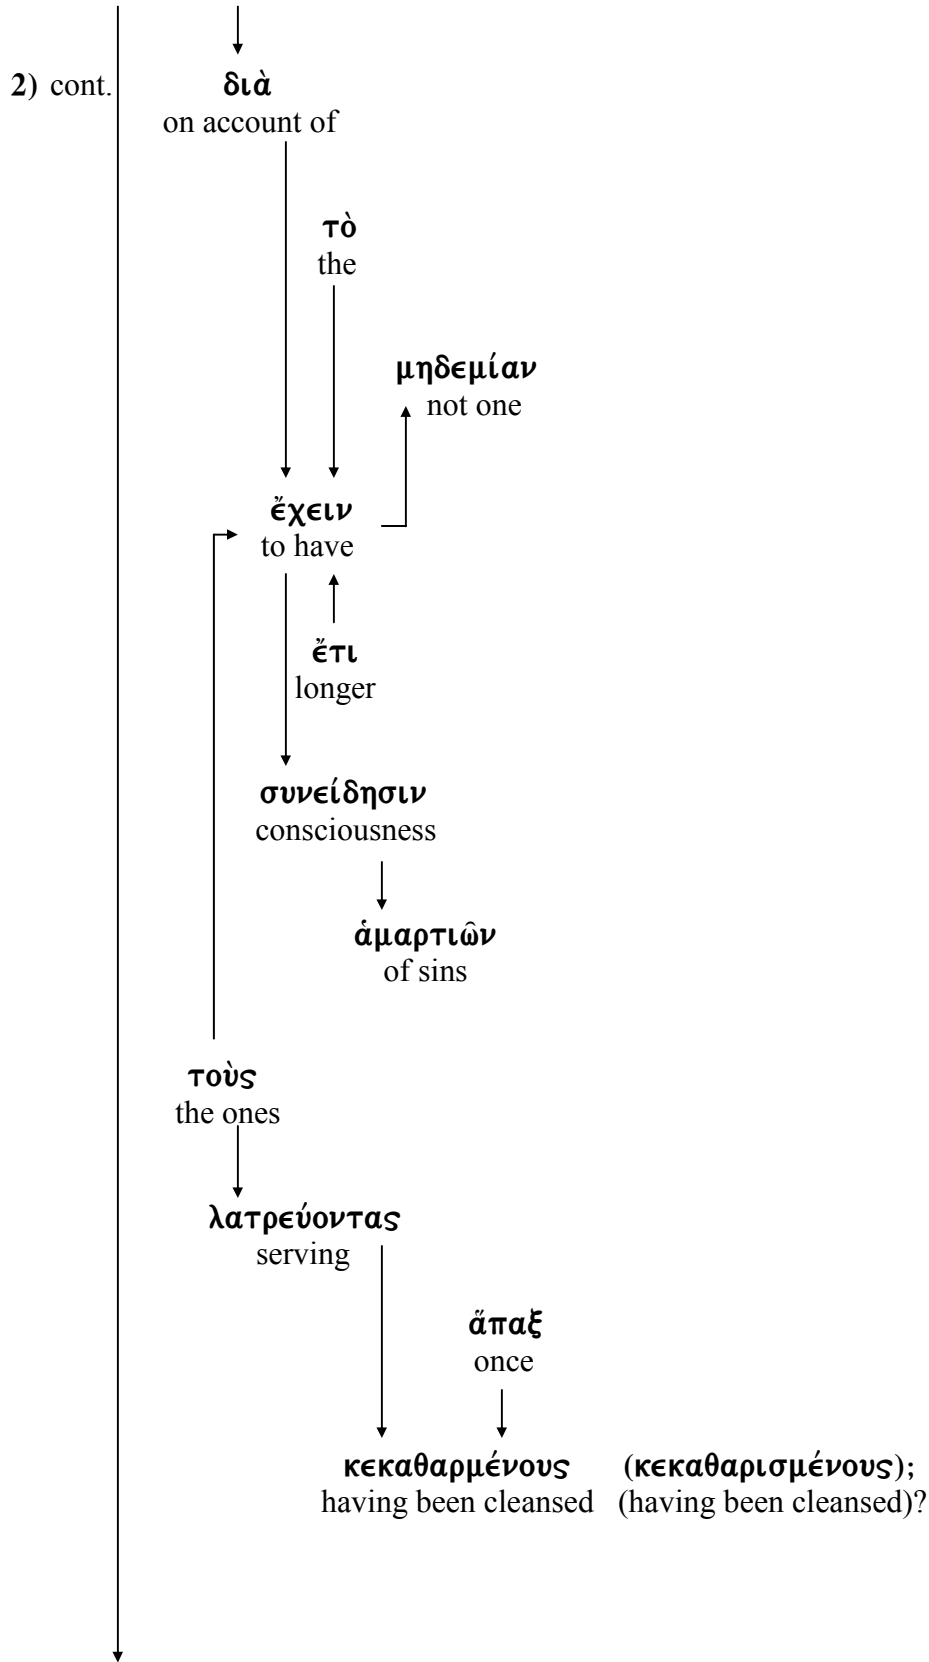 2) cont.
διὰ
on account of
τὸ
the
μηδεμίαν
not one
ἔχειν
to have
ἔτι
longer
συνείδησιν
consciousness
ἁμαρτιῶν
of sins
τοὺς
the ones
λατρεύοντας
serving
ἅπαξ
once
κεκαθαρμένους (κεκαθαρισμένους);
having been cleansed (having been cleansed)?